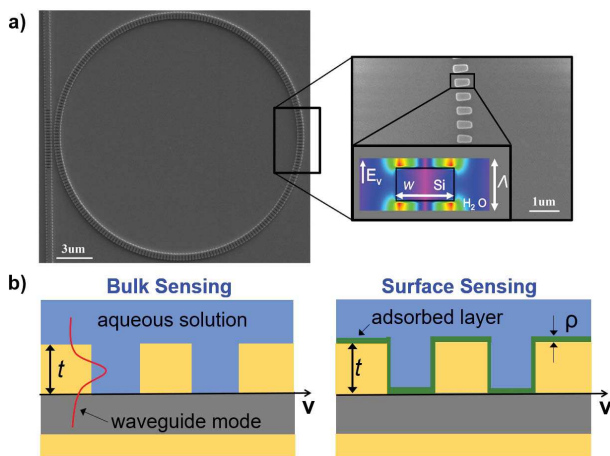 a)
3um
E_v
w
Si
Λ
H₂O
1um
b)
Bulk Sensing
aqueous solution
t
v
waveguide mode
Surface Sensing
adsorbed layer
ρ
t
v